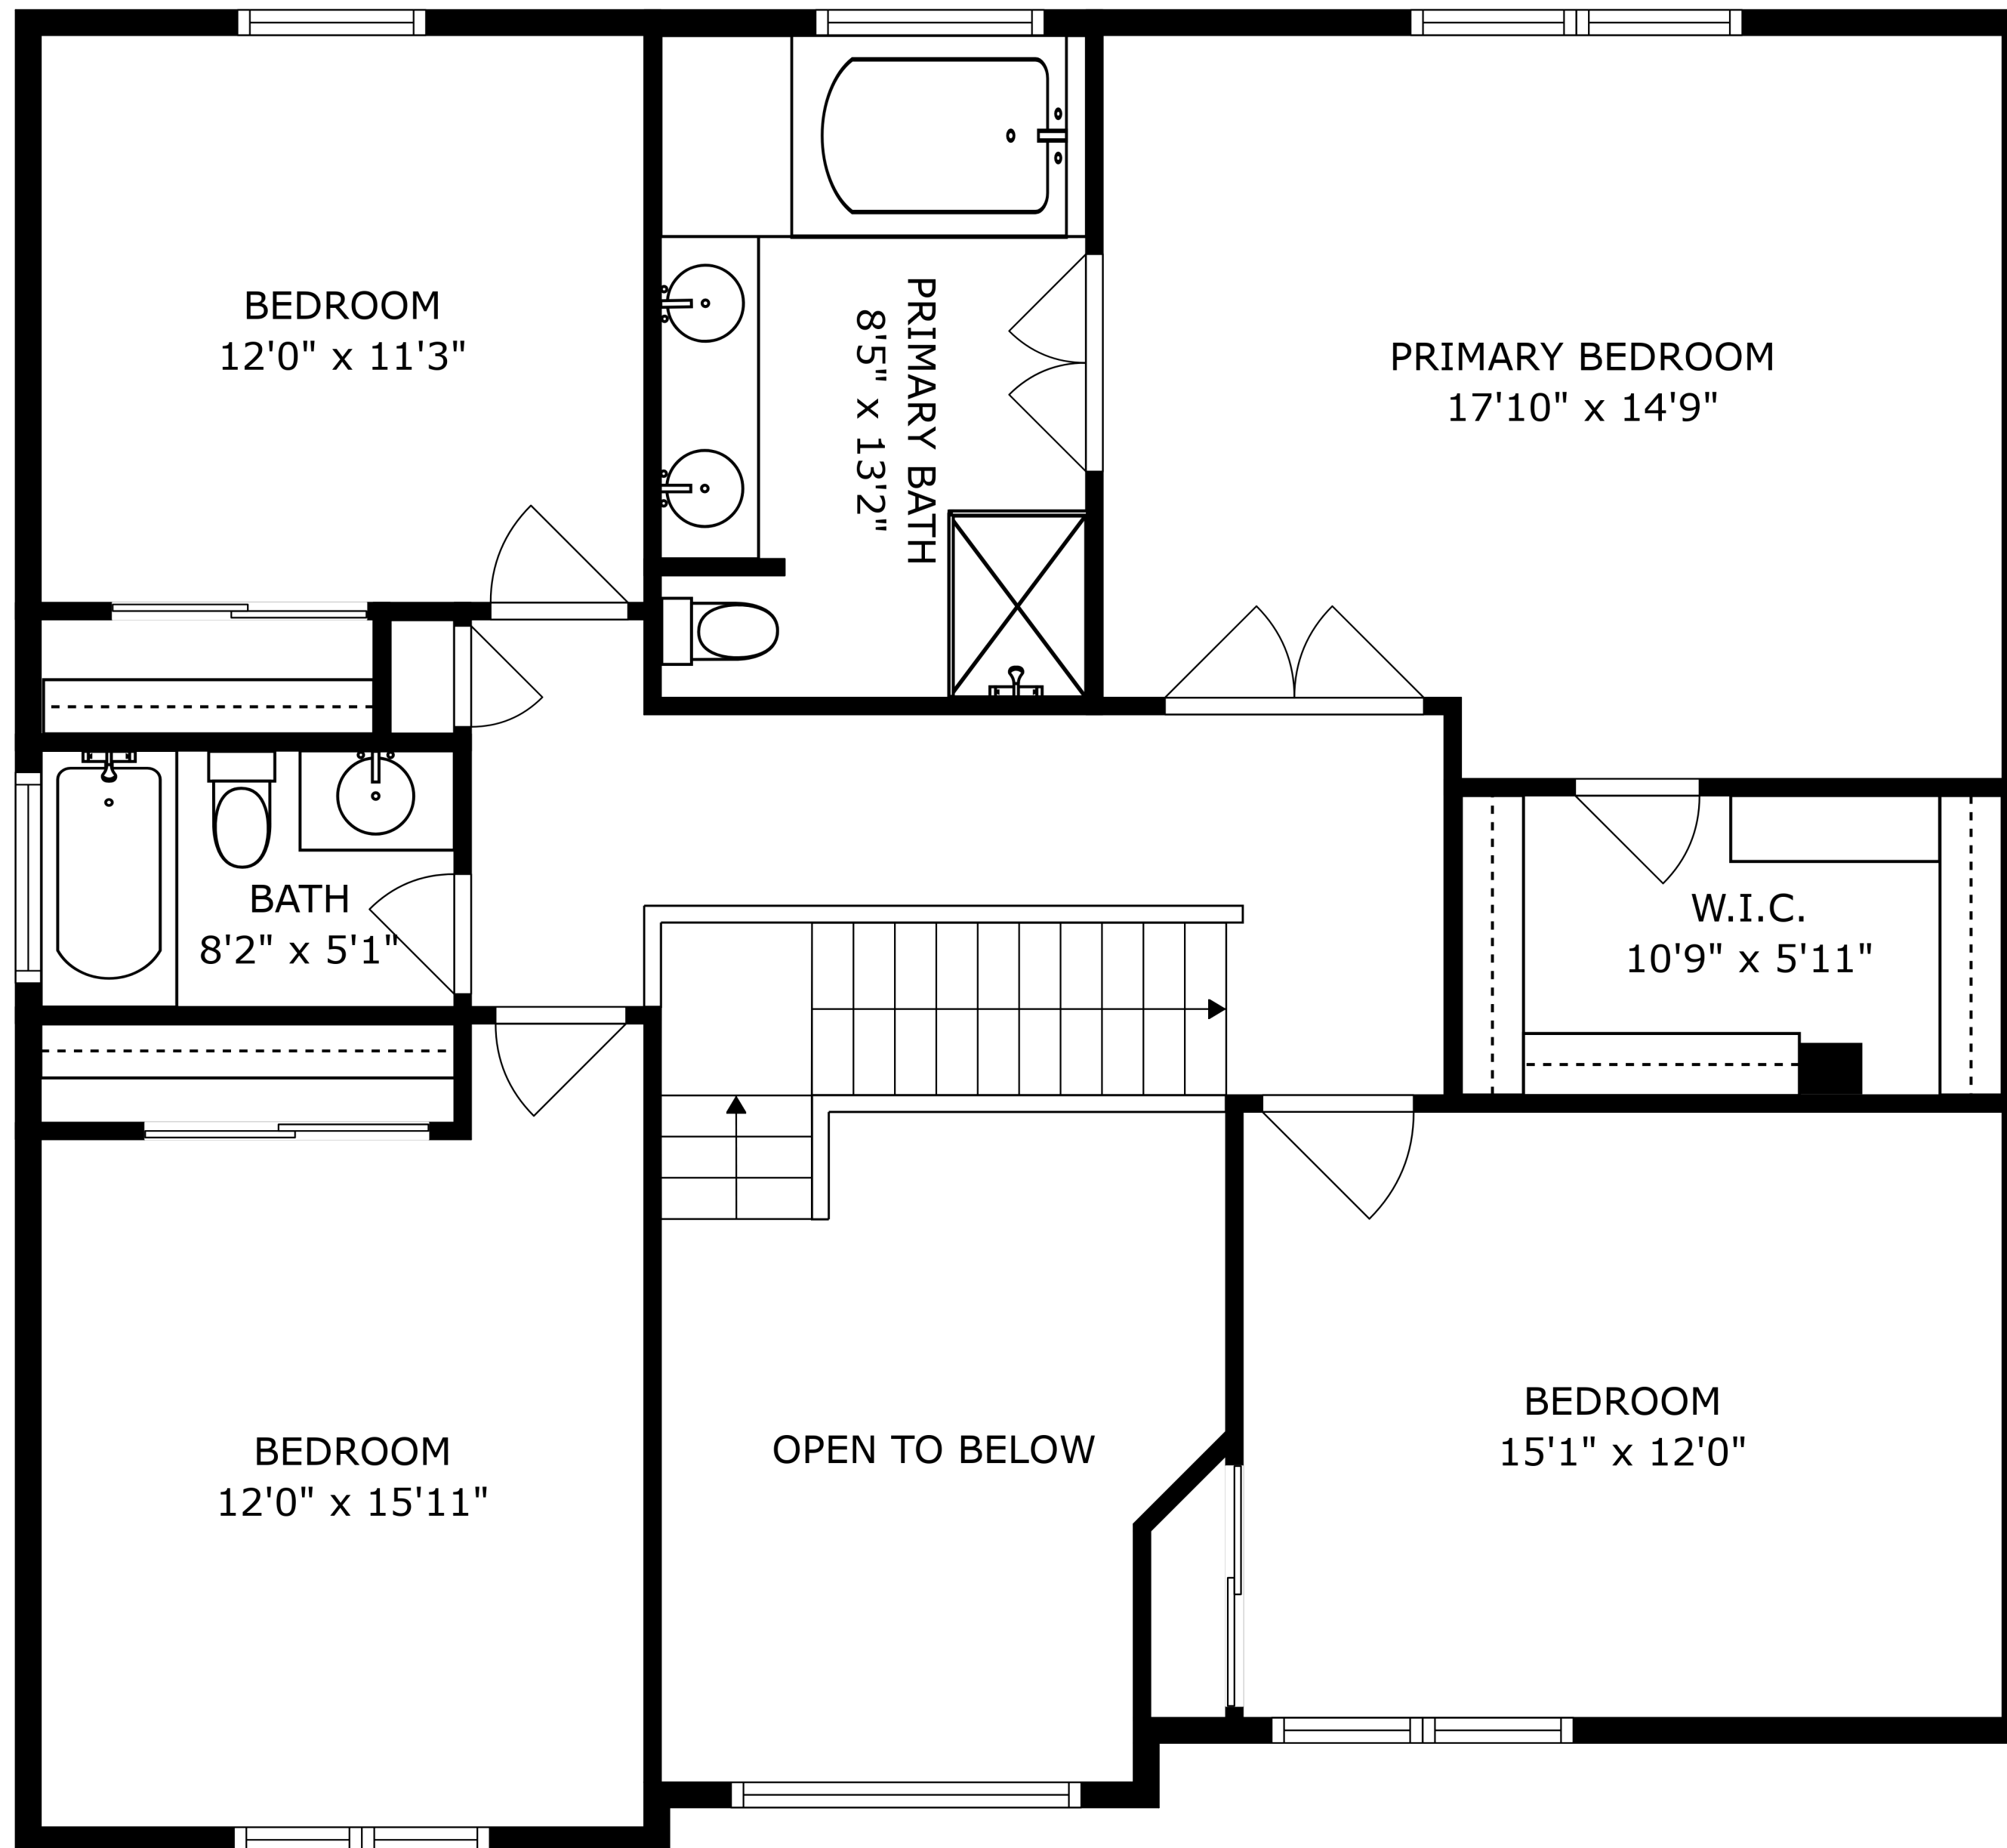 BEDROOM
12'0" x 11'3"
PRIMARY BATH
8'5" x 13'2"
PRIMARY BEDROOM
17'10" x 14'9"
BATH
8'2" x 5'1"
W.I.C.
10'9" x 5'11"
BEDROOM
12'0" x 15'11"
OPEN TO BELOW
BEDROOM
15'1" x 12'0"